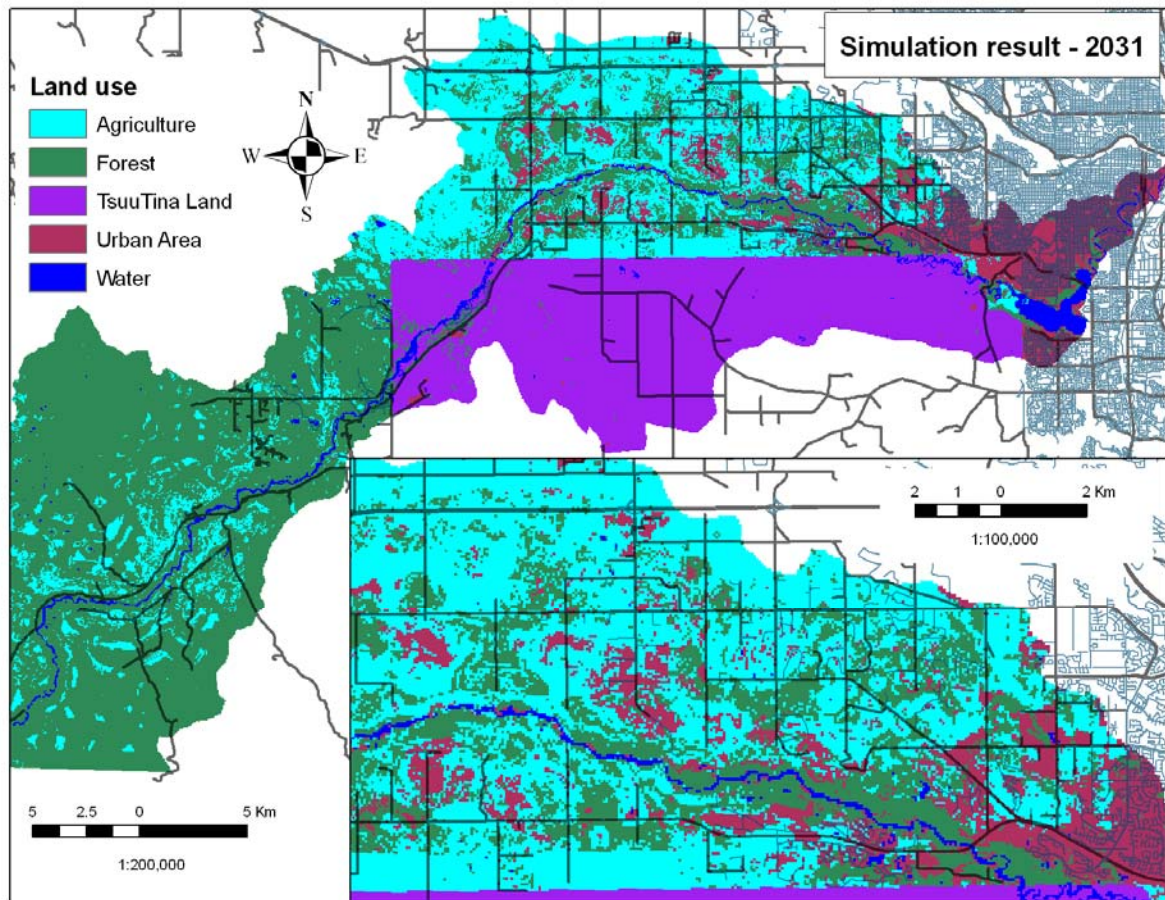 Simulation result - 2031
Land use
Agriculture
Forest
TsuuTina Land
Urban Area
Water
N
W E
S
2 1 0 2 Km
1:100,000
5 2.5 0 5 Km
1:200,000